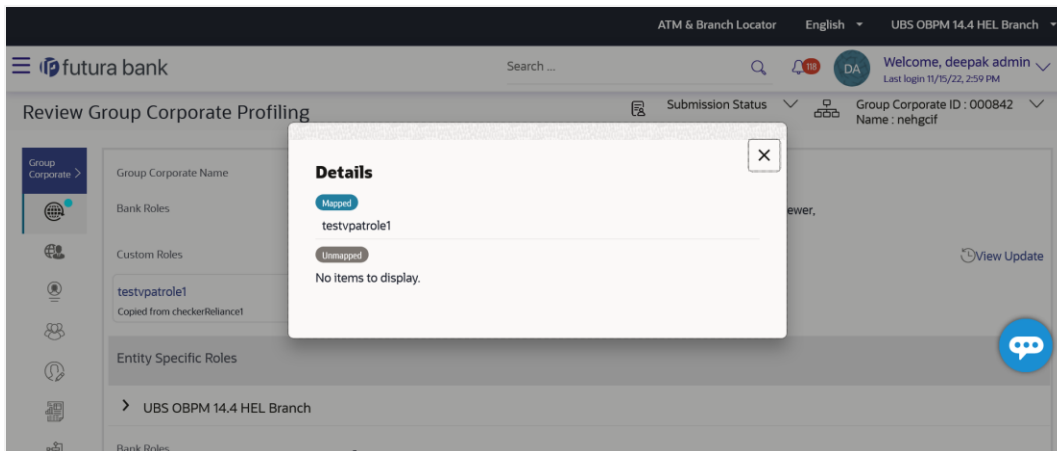 ATM & Branch Locator English UBS OBPM 14.4 HEL Branch
futura bank Search ... 118 DA Welcome, deepak admin
Last login 11/15/22, 2:59 PM
Review Group Corporate Profiling Submission Status Group Corporate ID : 000842
Name : nehgcif
Group
Corporate >
Group Corporate Name
Bank Roles ewer,
Custom Roles View Update
testvpatrole1
Copied from checkerReliance1
Details
Mapped
testvpatrole1
Unmapped
No items to display.
Entity Specific Roles
UBS OBPM 14.4 HEL Branch
Bank Roles